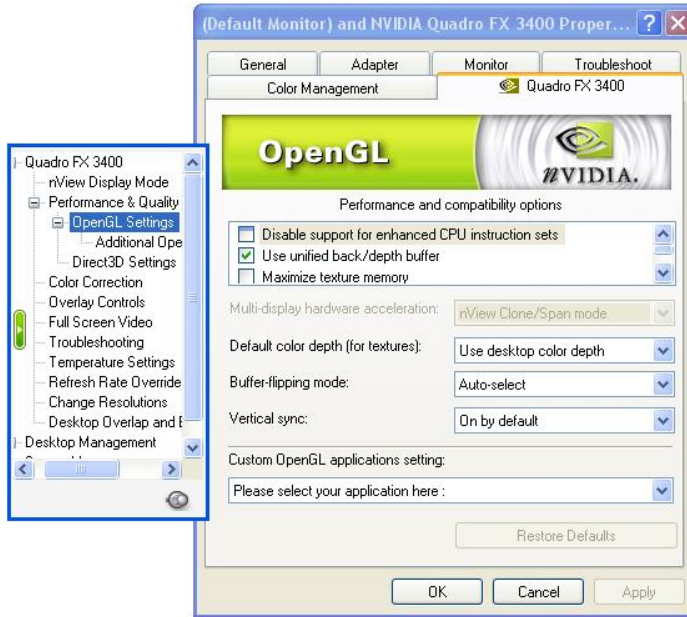 (Default Monitor) and NVIDIA Quadro FX 3400 Proper...
General
Adapter
Monitor
Troubleshoot
Color Management
Quadro FX 3400
OpenGL
nVIDIA.
Performance and compatibility options
Disable support for enhanced CPU instruction sets
Use unified back/depth buffer
Maximize texture memory
Multi-display hardware acceleration:
nView Clone/Span mode
Default color depth (for textures):
Use desktop color depth
Buffer-flipping mode:
Auto-select
Vertical sync:
On by default
Custom OpenGL applications setting:
Please select your application here :
Restore Defaults
OK
Cancel
Apply
Quadro FX 3400
nView Display Mode
Performance & Quality
OpenGL Settings
Additional Ope
Direct3D Settings
Color Correction
Overlay Controls
Full Screen Video
Troubleshooting
Temperature Settings
Refresh Rate Override
Change Resolutions
Desktop Overlap and
Desktop Management